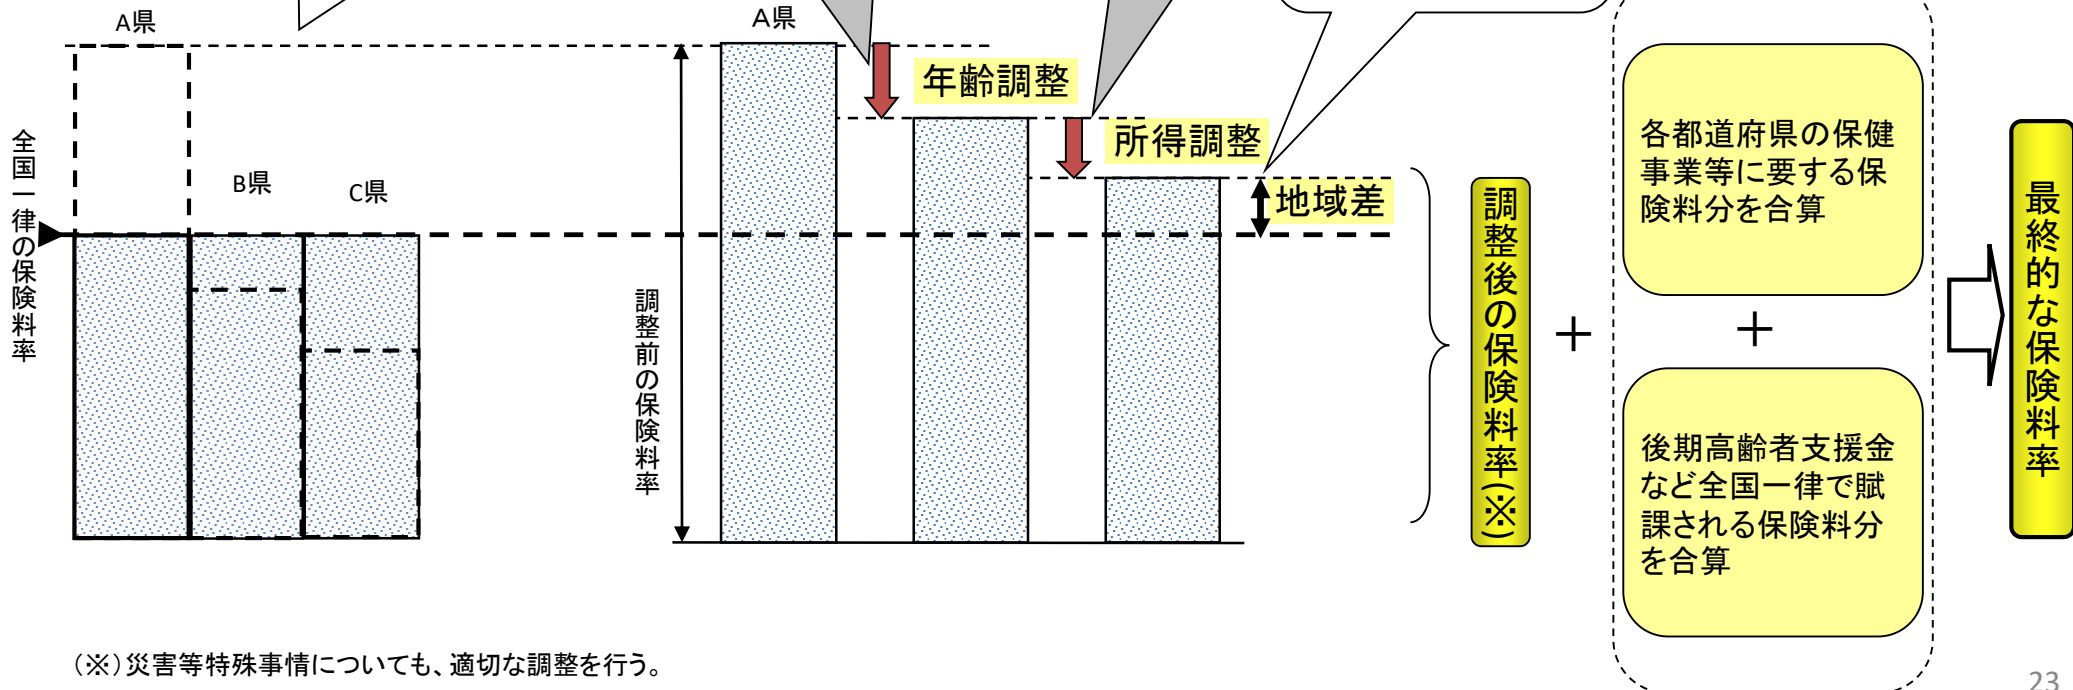 A県
B県
C県
全国一律の保険料率
A県
年齢調整
所得調整
地域差
調整前の保険料率
調整後の保険料率(※)
＋
各都道府県の保健
事業等に要する保
険料分を合算
＋
後期高齢者支援金
など全国一律で賦
課される保険料分
を合算
最終的な保険料率
(※)災害等特殊事情についても、適切な調整を行う。
23